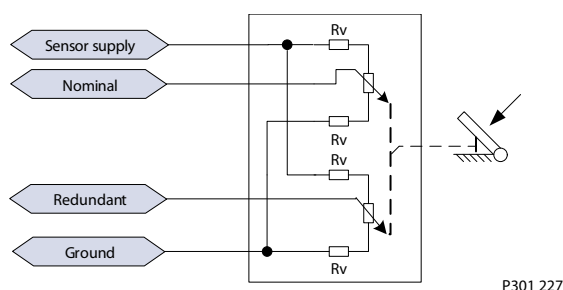 Rv
Sensor supply
Nominal
Rv
Rv
Redundant
Ground
Rv
P301 227